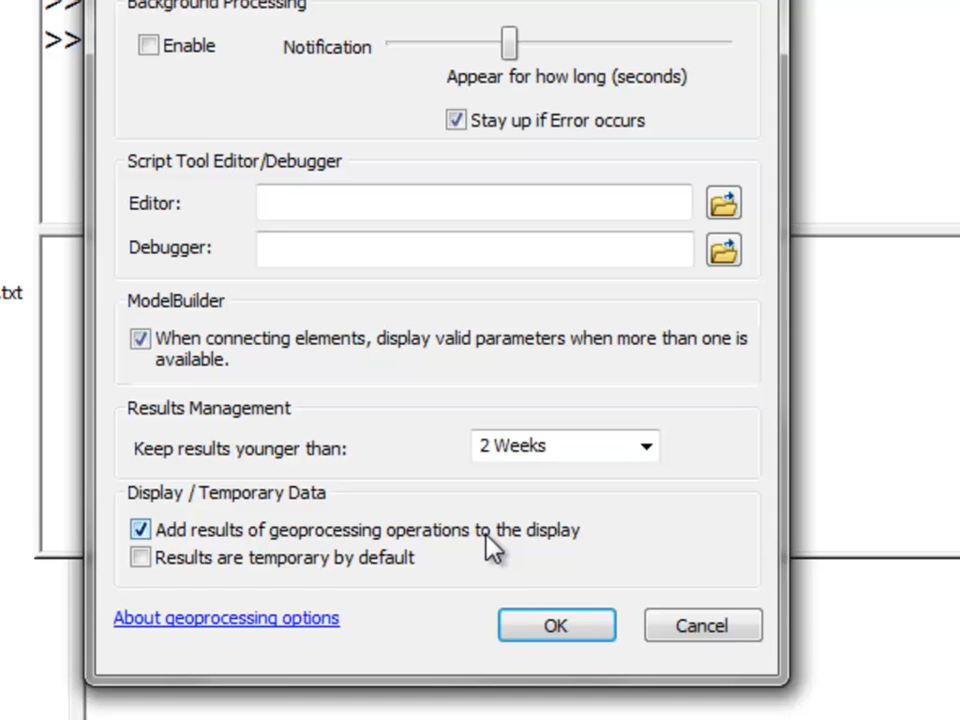 >>
Background Processing
>>
Enable
Notification
Appear for how long (seconds)
Stay up if Error occurs
Script Tool Editor/Debugger
Editor:
Debugger:
.txt
ModelBuilder
When connecting elements, display valid parameters when more than one is
available.
Results Management
Keep results younger than:
2 Weeks
Display / Temporary Data
Add results of geoprocessing operations to the display
Results are temporary by default
About geoprocessing options
OK
Cancel